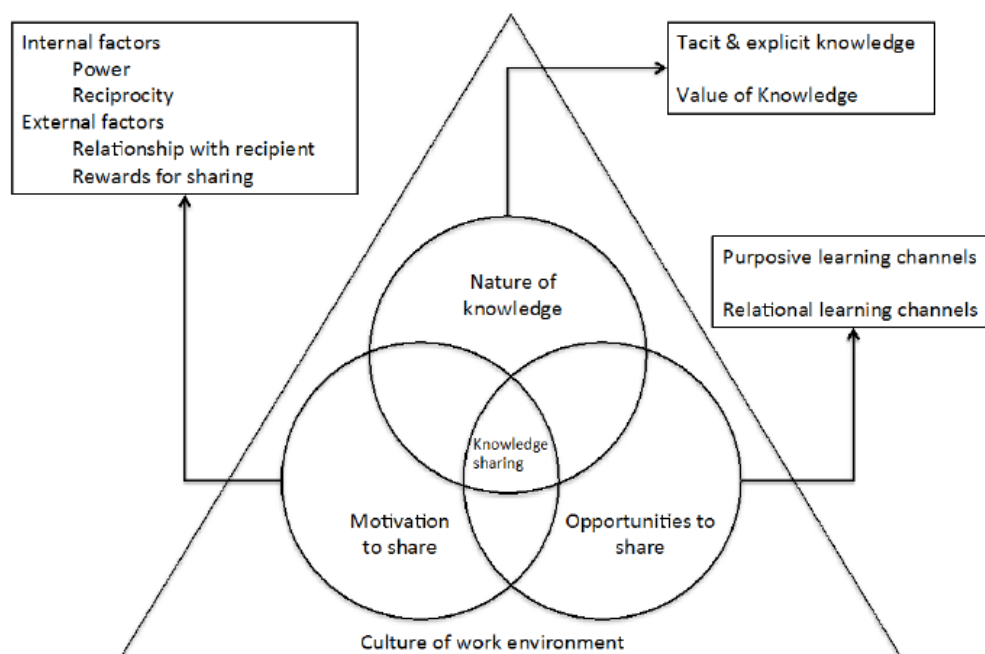 Internal factors
Power
Reciprocity
External factors
Relationship with recipient
Rewards for sharing
Tacit & explicit knowledge
Value of Knowledge
Purposive learning channels
Relational learning channels
Nature of
knowledge
Knowledge
sharing
Motivation
to share
Opportunities to
share
Culture of work environment